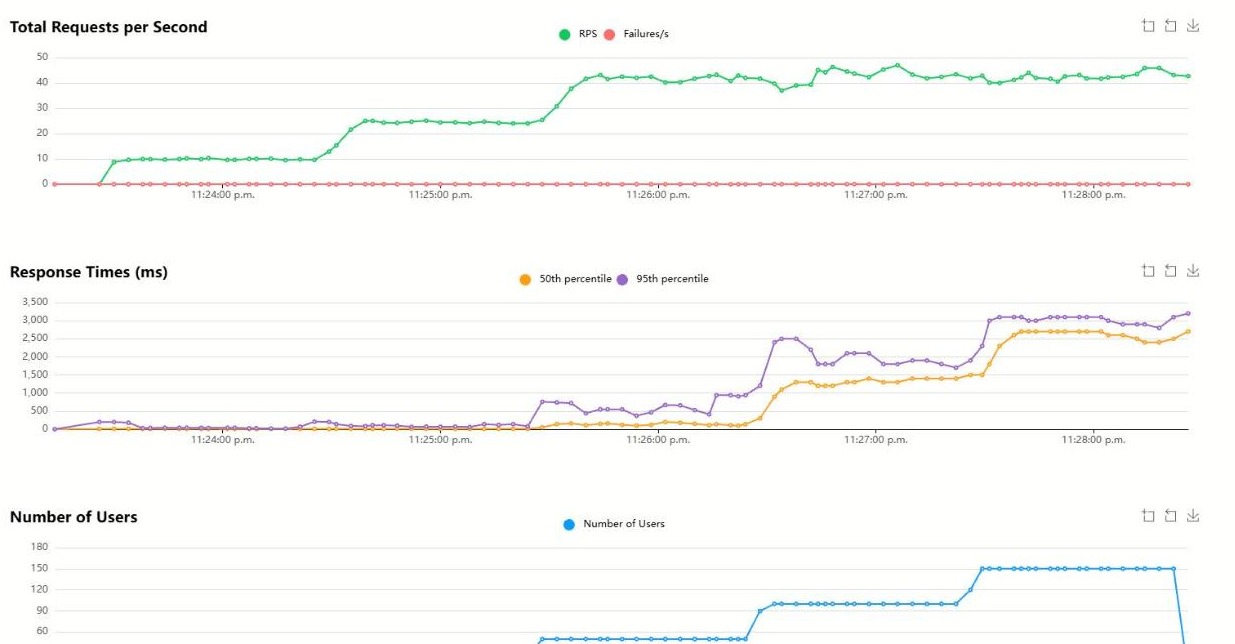 Total Requests per Second
RPS Failures/s
50
40
30
20
10
0
11:24:00 p.m. 11:25:00 p.m. 11:26:00 p.m. 11:27:00 p.m. 11:28:00 p.m.
Response Times (ms)
50th percentile 95th percentile
3,500
3,000
2,500
2,000
1,500
1,000
500
0
11:24:00 p.m. 11:25:00 p.m. 11:26:00 p.m. 11:27:00 p.m. 11:28:00 p.m.
Number of Users
Number of Users
180
150
120
90
60